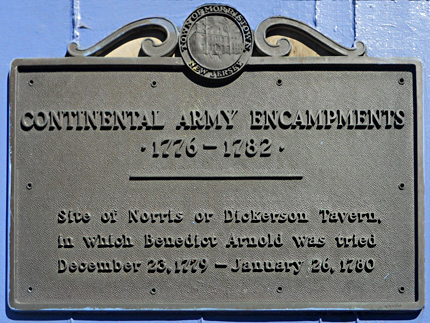 TOWN OF MORRISTOWN
NEW JERSEY
CONTINENTAL ARMY ENCAMPMENTS
·1776–1782·
Site of Norris or Dickerson Tavern,
in which Benedict Arnold was tried
December 23, 1779 – January 26, 1780